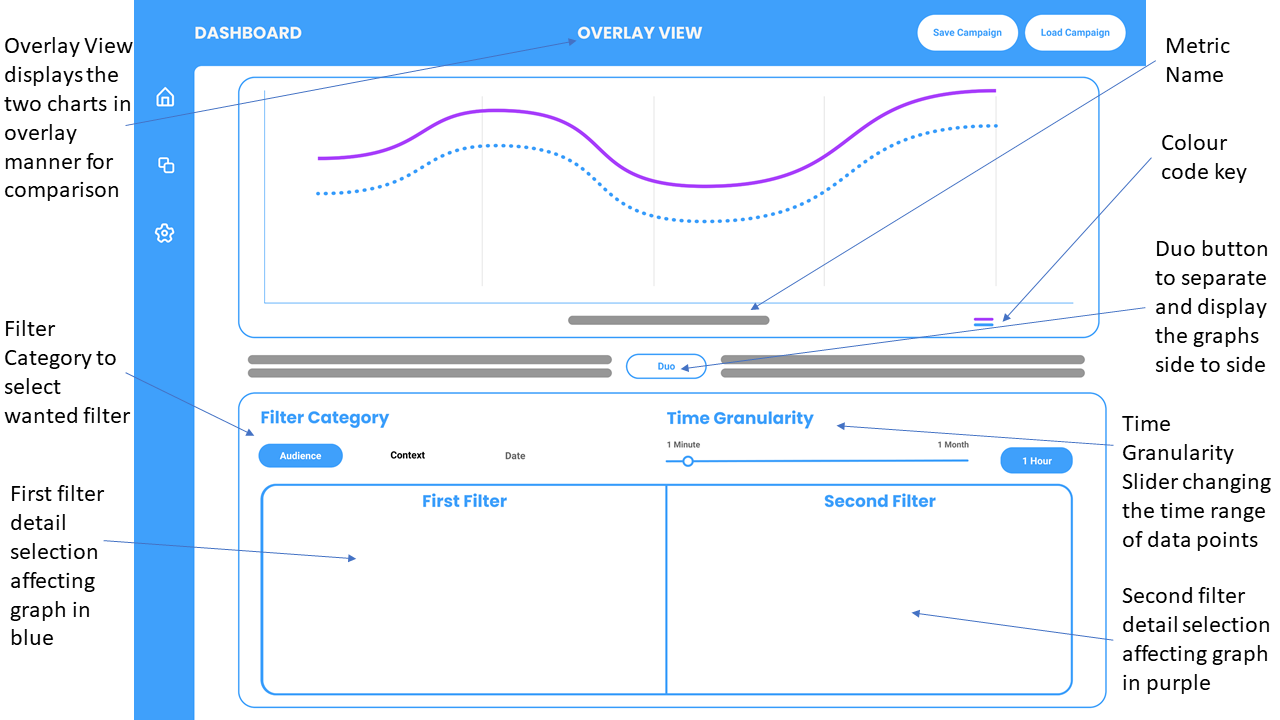 DASHBOARD
OVERLAY VIEW
Save Campaign
Load Campaign
Overlay View
displays the
two charts in
overlay
manner for
comparison
Metric
Name
Colour
code key
Duo button
to separate
and display
the graphs
side to side
Filter
Category to
select
wanted filter
Duo
Filter Category
Audience
Context
Date
Time Granularity
1 Minute
1 Month
1 Hour
Time
Granularity
Slider changing
the time range
of data points
First filter
detail
selection
affecting
graph in
blue
First Filter
Second Filter
Second filter
detail selection
affecting graph
in purple